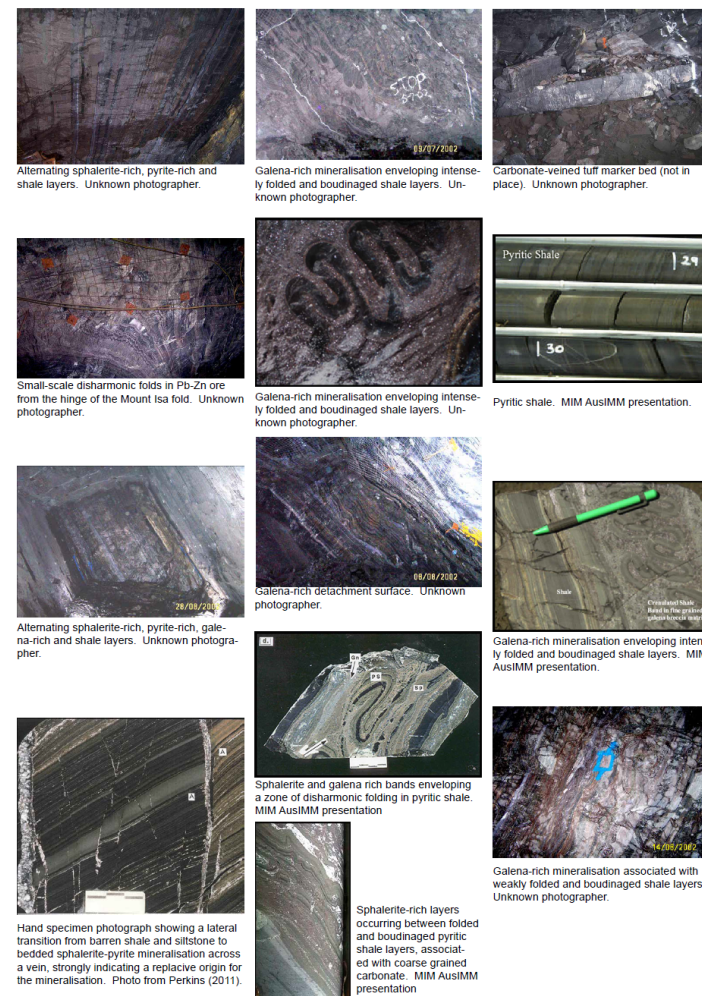 STOP
09/07/2002
Alternating sphalerite-rich, pyrite-rich and
shale layers.  Unknown photographer.
Galena-rich mineralisation enveloping intense-
ly folded and boudinaged shale layers.  Un-
known photographer.
Carbonate-veined tuff marker bed (not in
place).  Unknown photographer.
Pyritic Shale
29
30
Small-scale disharmonic folds in Pb-Zn ore
from the hinge of the Mount Isa fold.  Unknown
photographer.
Galena-rich mineralisation enveloping intense-
ly folded and boudinaged shale layers.  Un-
known photographer.
Pyritic shale.  MIM AusIMM presentation.
08/08/2002
Galena-rich detachment surface.  Unknown
photographer.
Shale
Alternating sphalerite-rich, pyrite-rich, gale-
na-rich and shale layers.  Unknown photogra-
pher.
Galena-rich mineralisation enveloping inten
ly folded and boudinaged shale layers.  MIM
AusIMM presentation.
d.
Gn
PS
A
A
Sphalerite and galena rich bands enveloping
a zone of disharmonic folding in pyritic shale.
MIM AusIMM presentation
14/08/2002
Galena-rich mineralisation associated with
weakly folded and boudinaged shale layers
Unknown photographer.
Hand specimen photograph showing a lateral
transition from barren shale and siltstone to
bedded sphalerite-pyrite mineralisation across
a vein, strongly indicating a replacive origin for
the mineralisation.  Photo from Perkins (2011).
Sphalerite-rich layers
occurring between folded
and boudinaged pyritic
shale layers, associat-
ed with coarse grained
carbonate.  MIM AusIMM
presentation